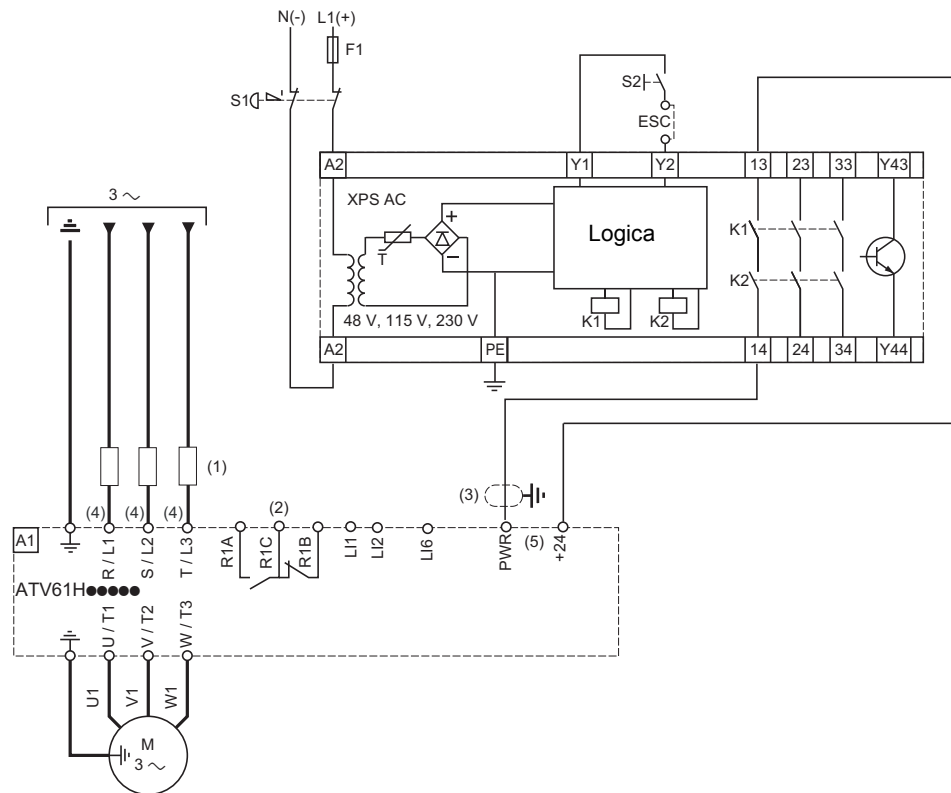 N(-) L1(+)
F1
S1
S2
ESC
A2 Y1 Y2 13 23 33 Y43
XPS AC
+
Logica
T
−
K1
K2
48 V, 115 V, 230 V
K1 K2
A2 PE 14 24 34 Y44
3 ~
(1)
(4) (4) (4) (2) (3) (5)
A1
R / L1
S / L2
T / L3
R1A
R1C
R1B
LI1
LI2
LI6
PWR
+24
ATV61H●●●●●
U / T1
V / T2
W / T3
U1
V1
W1
M
3 ~